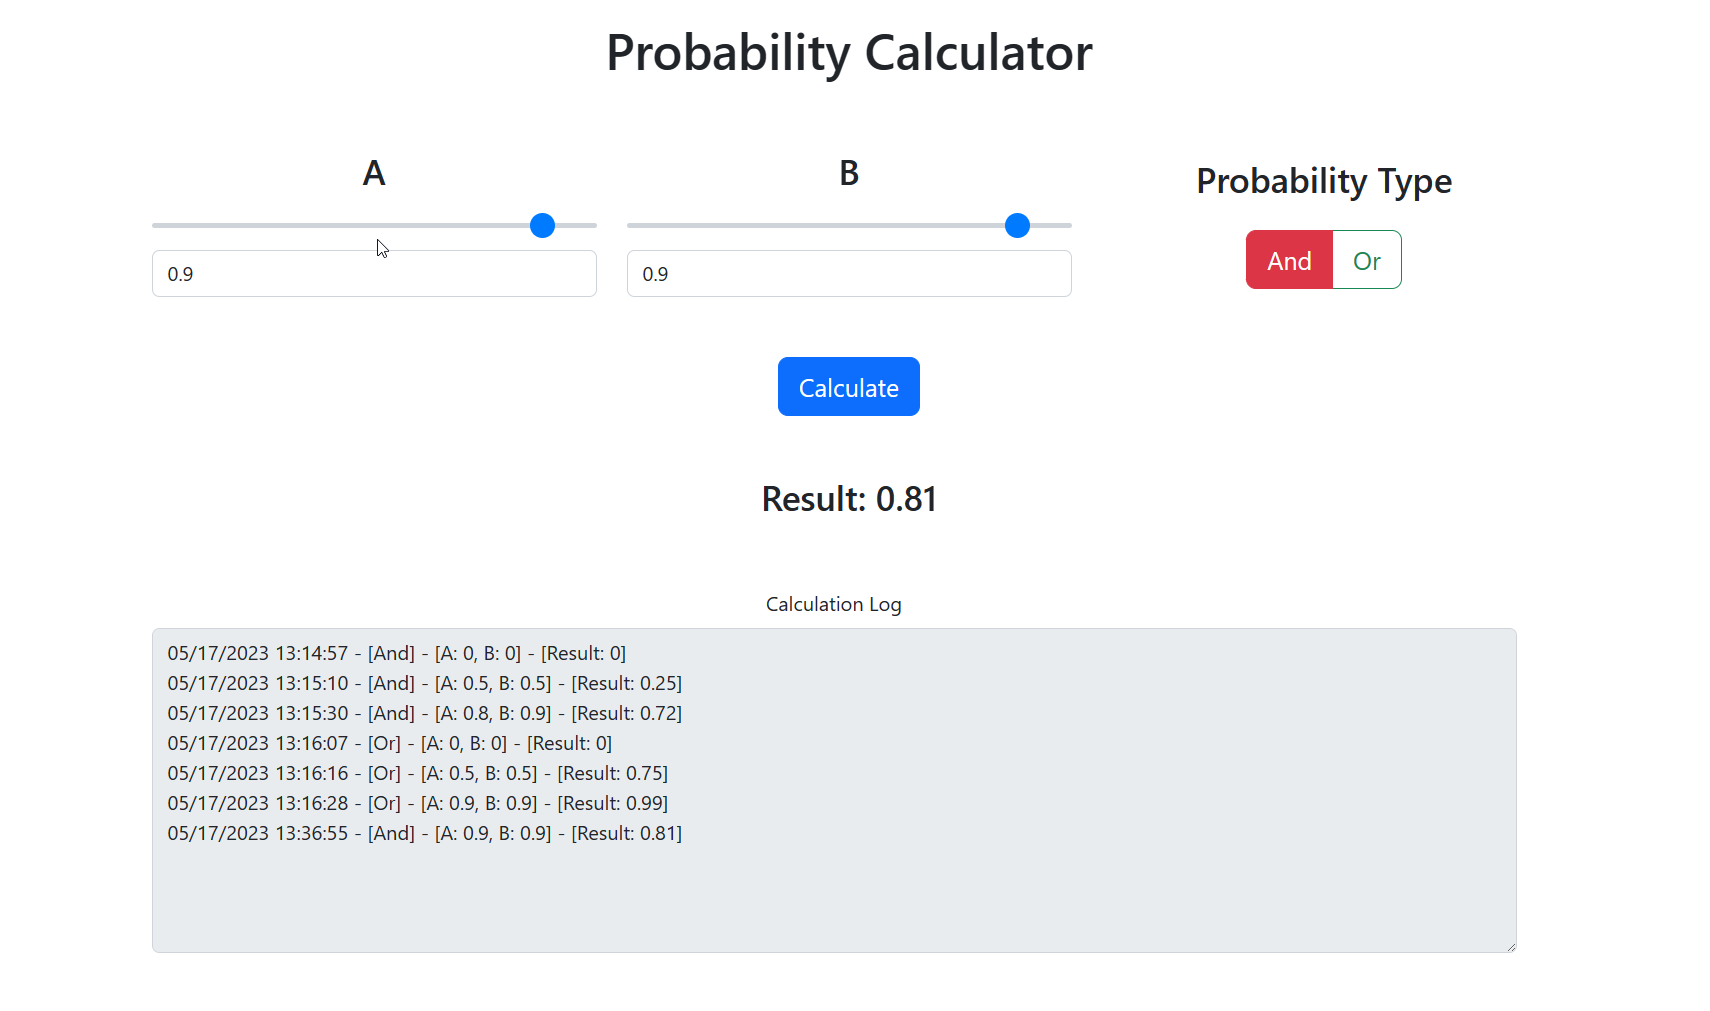 Probability Calculator
A
B
Probability Type
0.9
0.9
And
Or
Calculate
Result: 0.81
Calculation Log
05/17/2023 13:14:57 - [And] - [A: 0, B: 0] - [Result: 0]
05/17/2023 13:15:10 - [And] - [A: 0.5, B: 0.5] - [Result: 0.25]
05/17/2023 13:15:30 - [And] - [A: 0.8, B: 0.9] - [Result: 0.72]
05/17/2023 13:16:07 - [Or] - [A: 0, B: 0] - [Result: 0]
05/17/2023 13:16:16 - [Or] - [A: 0.5, B: 0.5] - [Result: 0.75]
05/17/2023 13:16:28 - [Or] - [A: 0.9, B: 0.9] - [Result: 0.99]
05/17/2023 13:36:55 - [And] - [A: 0.9, B: 0.9] - [Result: 0.81]